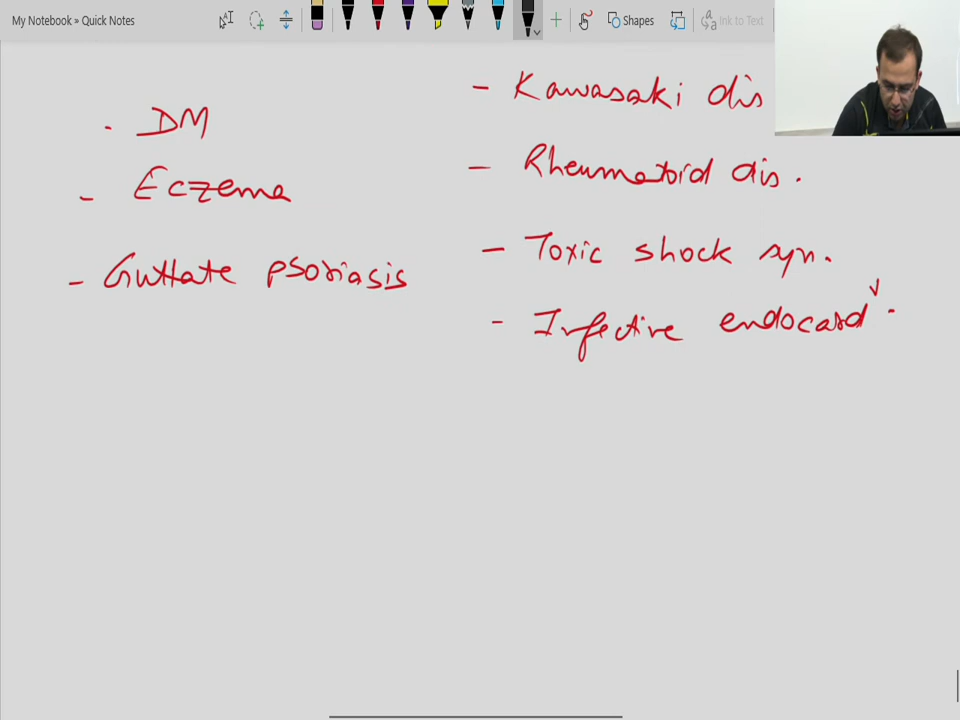 My Notebook » Quick Notes
Shapes
Ink to Text
. DM
- Eczema
- Guttate psoriasis
- Kawasaki dis
- Rheumatoid dis.
- Toxic shock syn.
- Infective endocard.